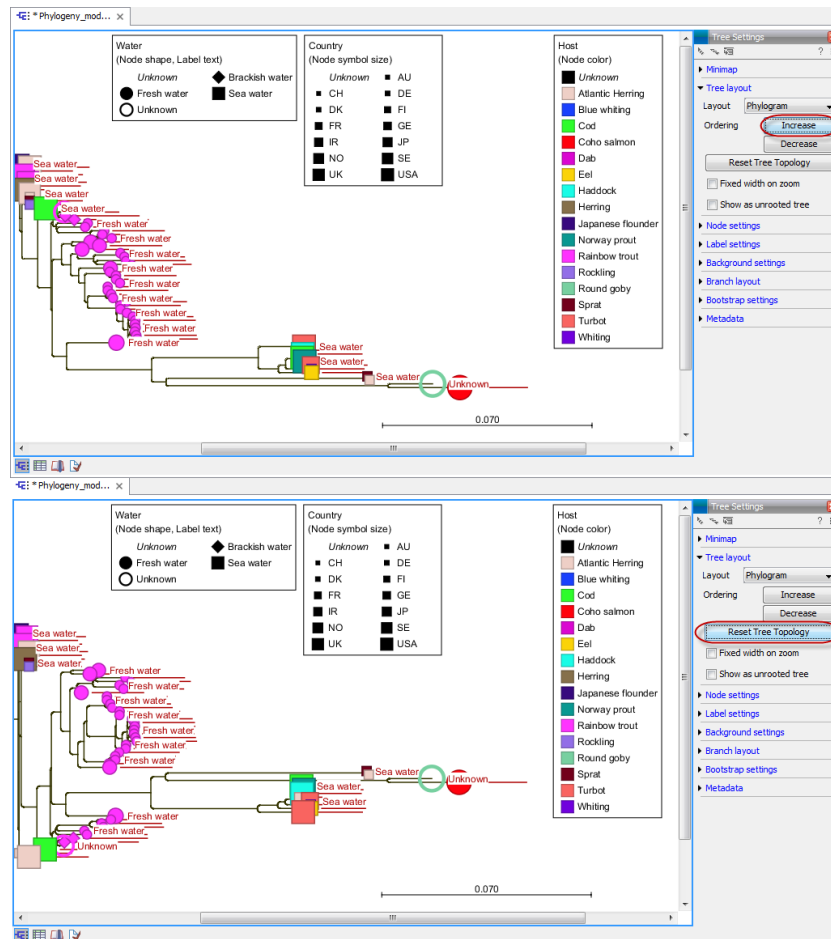 * Phylogeny_mod... ×
Tree Settings
?
Water
(Node shape, Label text)
Unknown
Brackish water
Fresh water
Sea water
Unknown
Country
(Node symbol size)
Unknown
AU
CH
DE
DK
FI
FR
GE
IR
JP
NO
SE
UK
USA
Host
(Node color)
Unknown
Atlantic Herring
Blue whiting
Cod
Coho salmon
Dab
Eel
Haddock
Herring
Japanese flounder
Norway prout
Rainbow trout
Rockling
Round goby
Sprat
Turbot
Whiting
Minimap
Tree layout
Layout Phylogram
Ordering Increase
Decrease
Reset Tree Topology
Fixed width on zoom
Show as unrooted tree
Node settings
Label settings
Background settings
Branch layout
Bootstrap settings
Metadata
Sea water
Sea water
Sea water
Sea water
Fresh water
Fresh water
Fresh water
Fresh water
Fresh water
Fresh water
Fresh water
Fresh water
Fresh water
Sea water
Sea water
Sea water
Unknown
0.070
* Phylogeny_mod... ×
Tree Settings
?
Water
(Node shape, Label text)
Unknown
Brackish water
Fresh water
Sea water
Unknown
Country
(Node symbol size)
Unknown
AU
CH
DE
DK
FI
FR
GE
IR
JP
NO
SE
UK
USA
Host
(Node color)
Unknown
Atlantic Herring
Blue whiting
Cod
Coho salmon
Dab
Eel
Haddock
Herring
Japanese flounder
Norway prout
Rainbow trout
Rockling
Round goby
Sprat
Turbot
Whiting
Minimap
Tree layout
Layout Phylogram
Ordering Increase
Decrease
Reset Tree Topology
Fixed width on zoom
Show as unrooted tree
Node settings
Label settings
Background settings
Branch layout
Bootstrap settings
Metadata
Sea water
Sea water
Sea water
Fresh water
Fresh water
Fresh water
Fresh water
Fresh water
Fresh water
Fresh water
Sea water
Unknown
Sea water
Sea water
Fresh water
Fresh water
Unknown
0.070